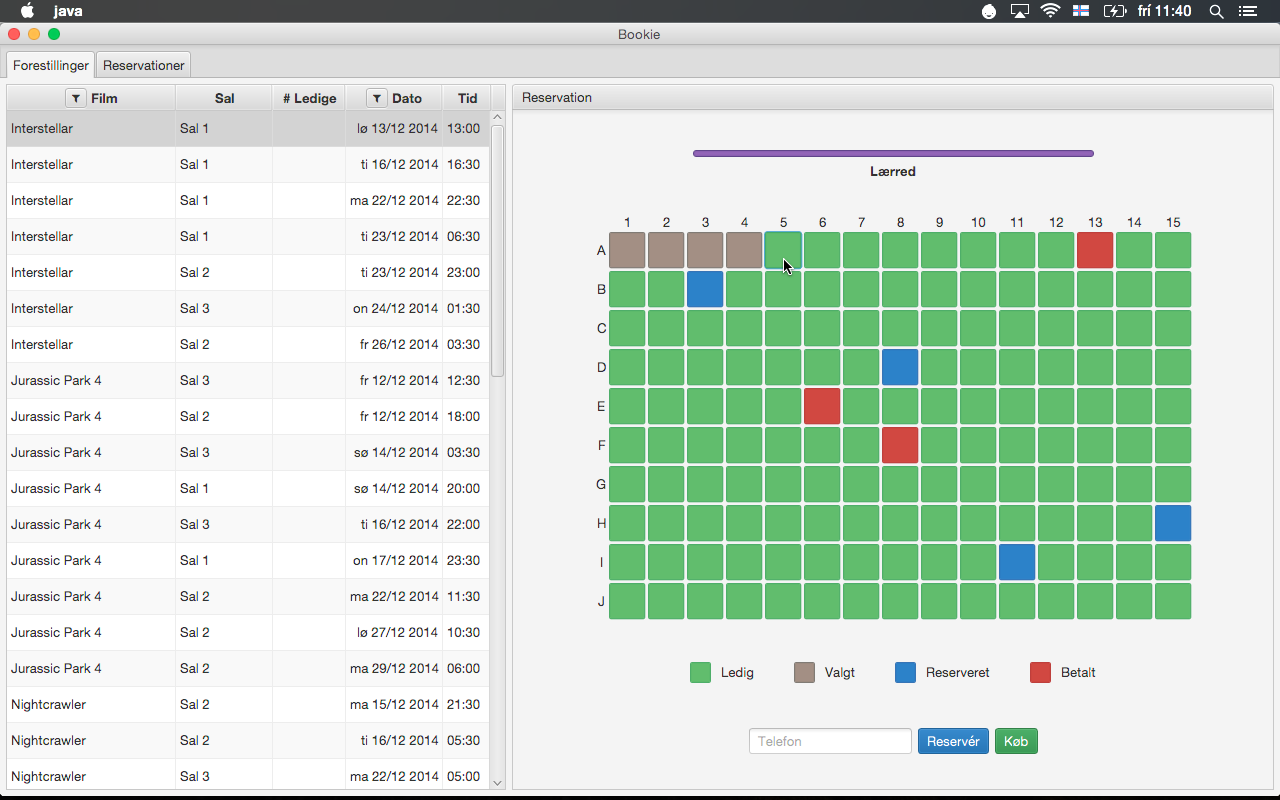 java
fri 11:40
Bookie
Forestillinger Reservationer
Film Sal # Ledige Dato Tid
Interstellar Sal 1 lø 13/12 2014 13:00
Interstellar Sal 1 ti 16/12 2014 16:30
Interstellar Sal 1 ma 22/12 2014 22:30
Interstellar Sal 1 ti 23/12 2014 06:30
Interstellar Sal 2 ti 23/12 2014 23:00
Interstellar Sal 3 on 24/12 2014 01:30
Interstellar Sal 2 fr 26/12 2014 03:30
Jurassic Park 4 Sal 3 fr 12/12 2014 12:30
Jurassic Park 4 Sal 2 fr 12/12 2014 18:00
Jurassic Park 4 Sal 3 sø 14/12 2014 03:30
Jurassic Park 4 Sal 1 sø 14/12 2014 20:00
Jurassic Park 4 Sal 3 ti 16/12 2014 22:00
Jurassic Park 4 Sal 1 on 17/12 2014 23:30
Jurassic Park 4 Sal 2 ma 22/12 2014 11:30
Jurassic Park 4 Sal 2 lø 27/12 2014 10:30
Jurassic Park 4 Sal 2 ma 29/12 2014 06:00
Nightcrawler Sal 2 ma 15/12 2014 21:30
Nightcrawler Sal 2 ti 16/12 2014 05:30
Nightcrawler Sal 3 ma 22/12 2014 05:00
Reservation
Lærred
1 2 3 4 5 6 7 8 9 10 11 12 13 14 15
A
B
C
D
E
F
G
H
I
J
Ledig Valgt Reserveret Betalt
Telefon Reservér Køb